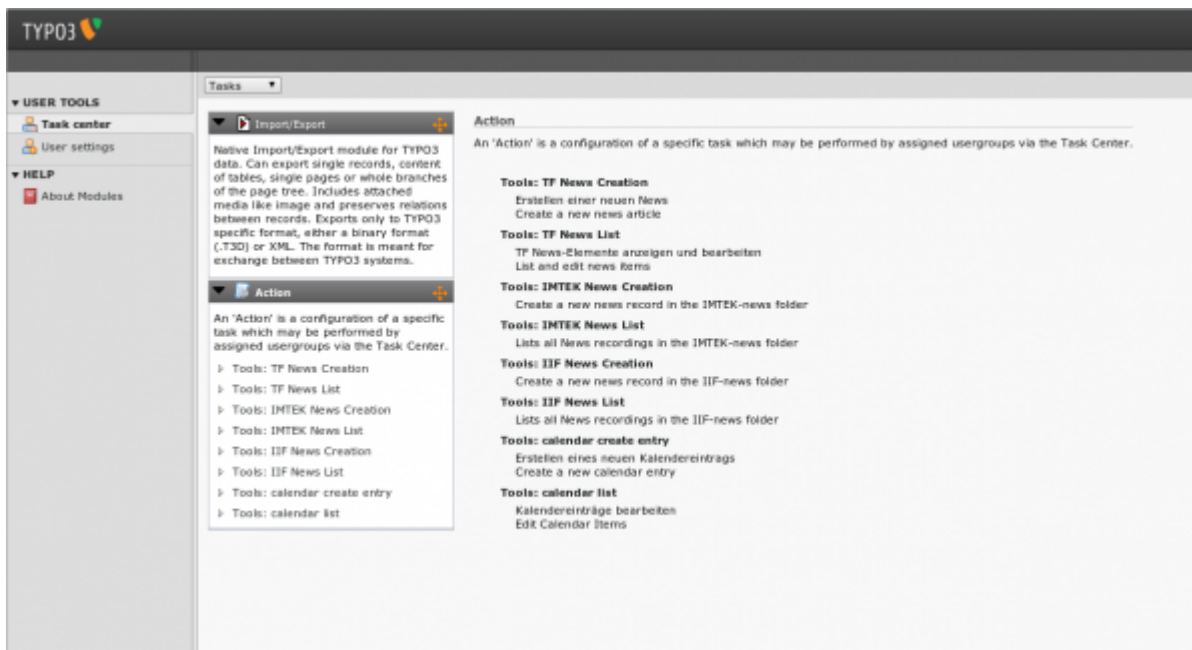 TYPO3
USER TOOLS
Task center
User settings
HELP
About Modules
Tasks
Import/Export
Native Import/Export module for TYPO3
data. Can export single records, content
of tables, single pages or whole branches
of the page tree. Includes attached
media like image and preserves relations
between records. Exports only to TYPO3
specific format, either a binary format
(.T3D) or XML. The format is meant for
exchange between TYPO3 systems.
Action
An 'Action' is a configuration of a specific
task which may be performed by
assigned usergroups via the Task Center.
Tools: TF News Creation
Tools: TF News List
Tools: IMTEK News Creation
Tools: IMTEK News List
Tools: IIF News Creation
Tools: IIF News List
Tools: calendar create entry
Tools: calendar list
Action
An 'Action' is a configuration of a specific task which may be performed by assigned usergroups via the Task Center.
Tools: TF News Creation
Erstellen einer neuen News
Create a new news article
Tools: TF News List
TF News-Elemente anzeigen und bearbeiten
List and edit news items
Tools: IMTEK News Creation
Create a new news record in the IMTEK-news folder
Tools: IMTEK News List
Lists all News recordings in the IMTEK-news folder
Tools: IIF News Creation
Create a new news record in the IIF-news folder
Tools: IIF News List
Lists all News recordings in the IIF-news folder
Tools: calendar create entry
Erstellen eines neuen Kalendereintrags
Create a new calendar entry
Tools: calendar list
Kalendereinträge bearbeiten
Edit Calendar Items